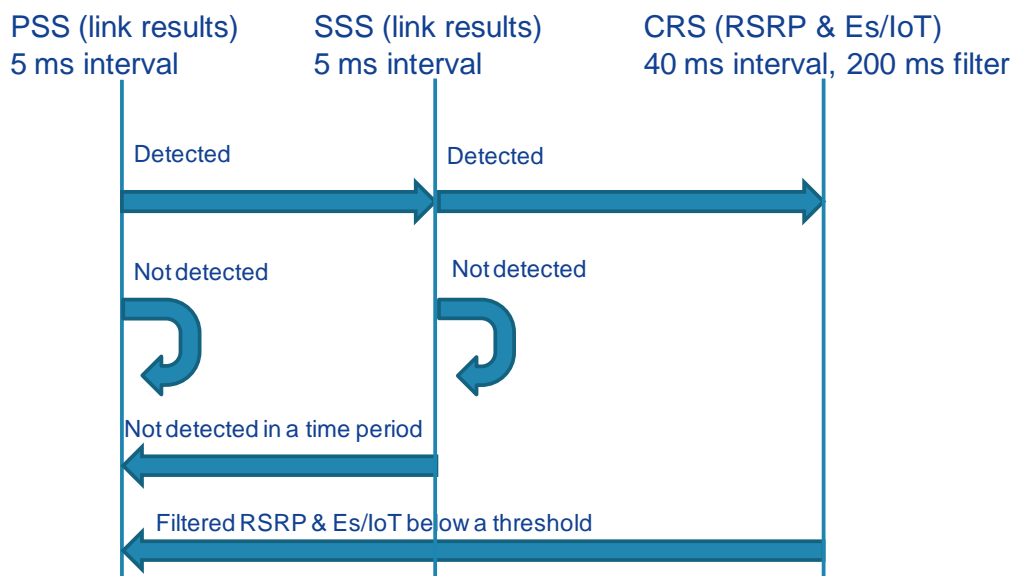 PSS (link results)
5 ms interval
SSS (link results)
5 ms interval
CRS (RSRP & Es/IoT)
40 ms interval, 200 ms filter
Detected
Detected
Not detected
Not detected
Not detected in a time period
Filtered RSRP & Es/IoT below a threshold